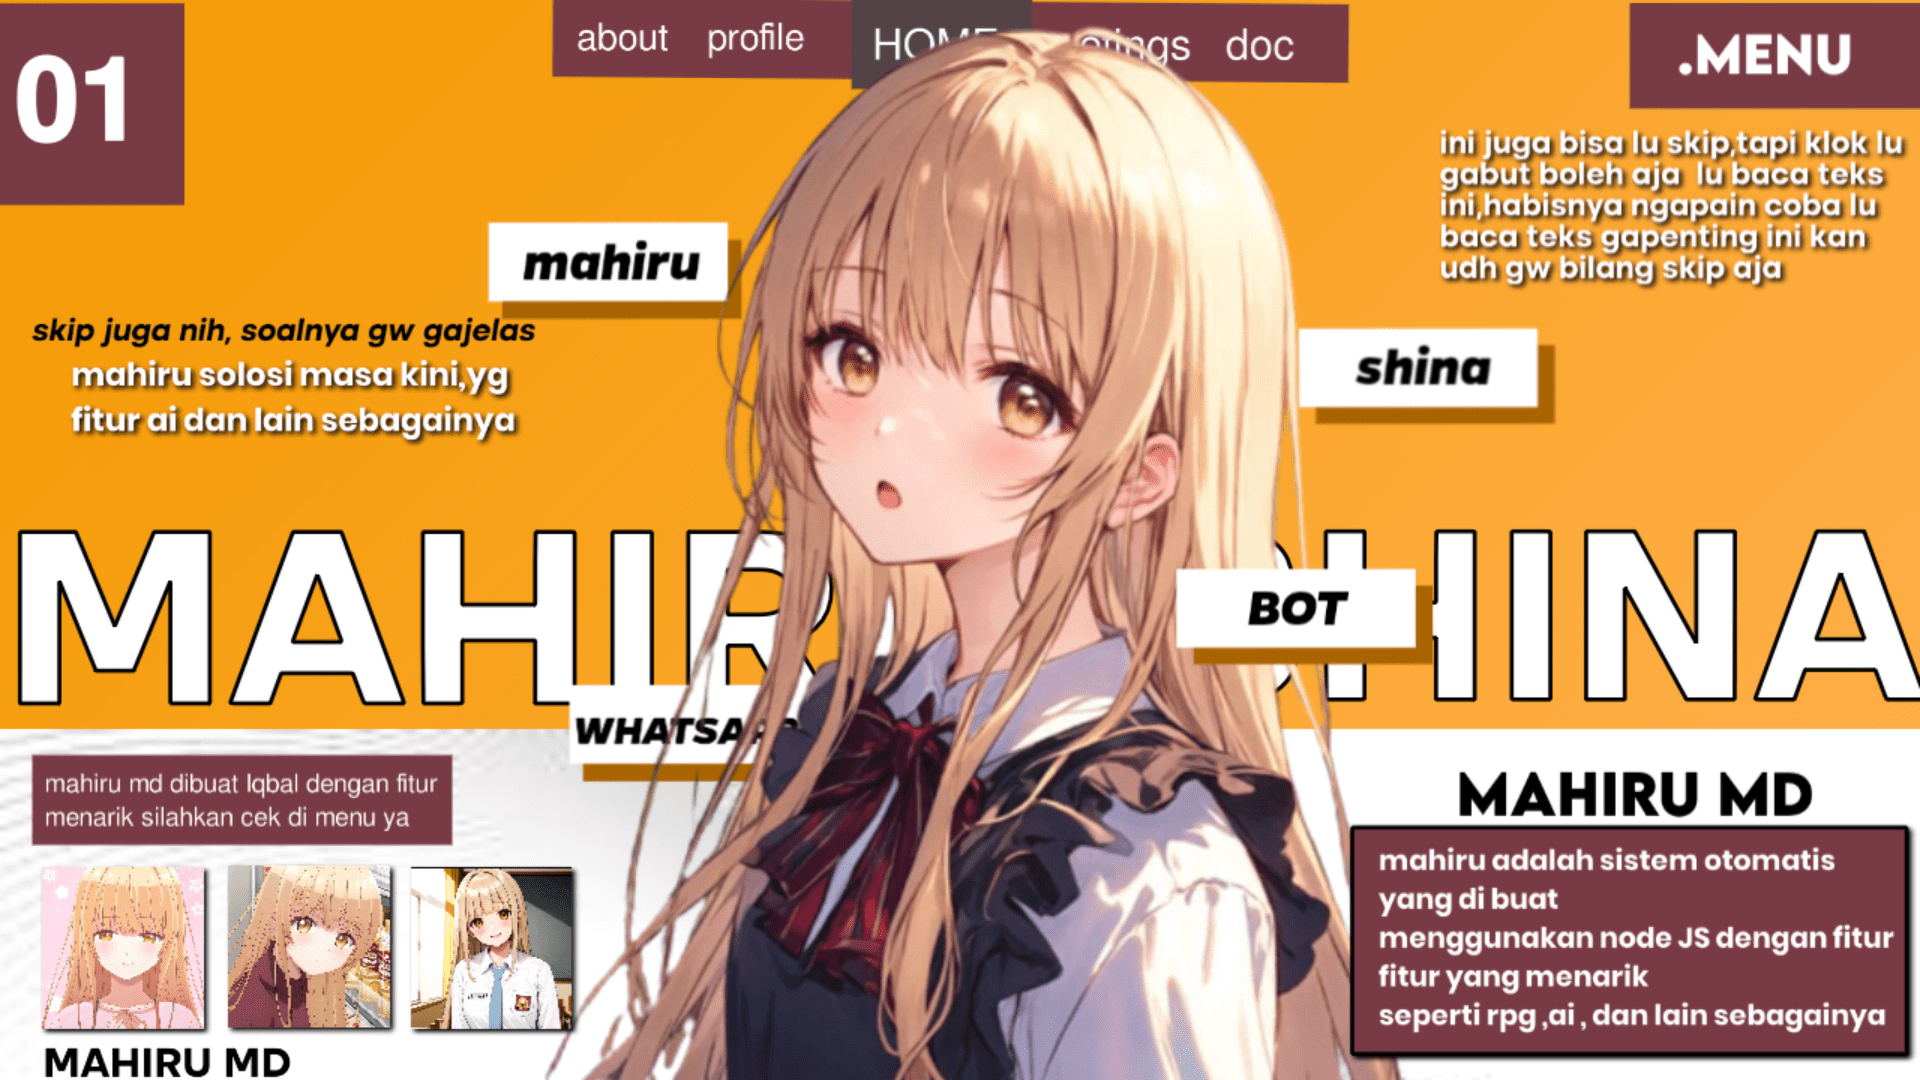 01
about profile HOME doc
.MENU
ini juga bisa lu skip,tapi klok lu
gabut boleh aja lu baca teks
ini,habisnya ngapain coba lu
baca teks gapenting ini kan
udh gw bilang skip aja
mahiru
skip juga nih, soalnya gw gajelas
mahiru solosi masa kini,yg
fitur ai dan lain sebagainya
shina
MAHIRU SHINA
BOT
WHATSAPP
mahiru md dibuat Iqbal dengan fitur
menarik silahkan cek di menu ya
MAHIRU MD
MAHIRU MD
mahiru adalah sistem otomatis
yang di buat
menggunakan node JS dengan fitur
fitur yang menarik
seperti rpg ,ai , dan lain sebagainya